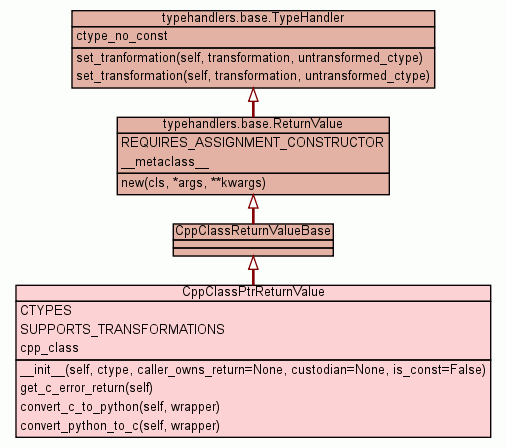 typehandlers.base.TypeHandler
ctype_no_const
set_tranformation(self, transformation, untransformed_ctype)
set_transformation(self, transformation, untransformed_ctype)
typehandlers.base.ReturnValue
REQUIRES_ASSIGNMENT_CONSTRUCTOR
__metaclass__
new(cls, *args, **kwargs)
CppClassReturnValueBase
CppClassPtrReturnValue
CTYPES
SUPPORTS_TRANSFORMATIONS
cpp_class
__init__(self, ctype, caller_owns_return=None, custodian=None, is_const=False)
get_c_error_return(self)
convert_c_to_python(self, wrapper)
convert_python_to_c(self, wrapper)